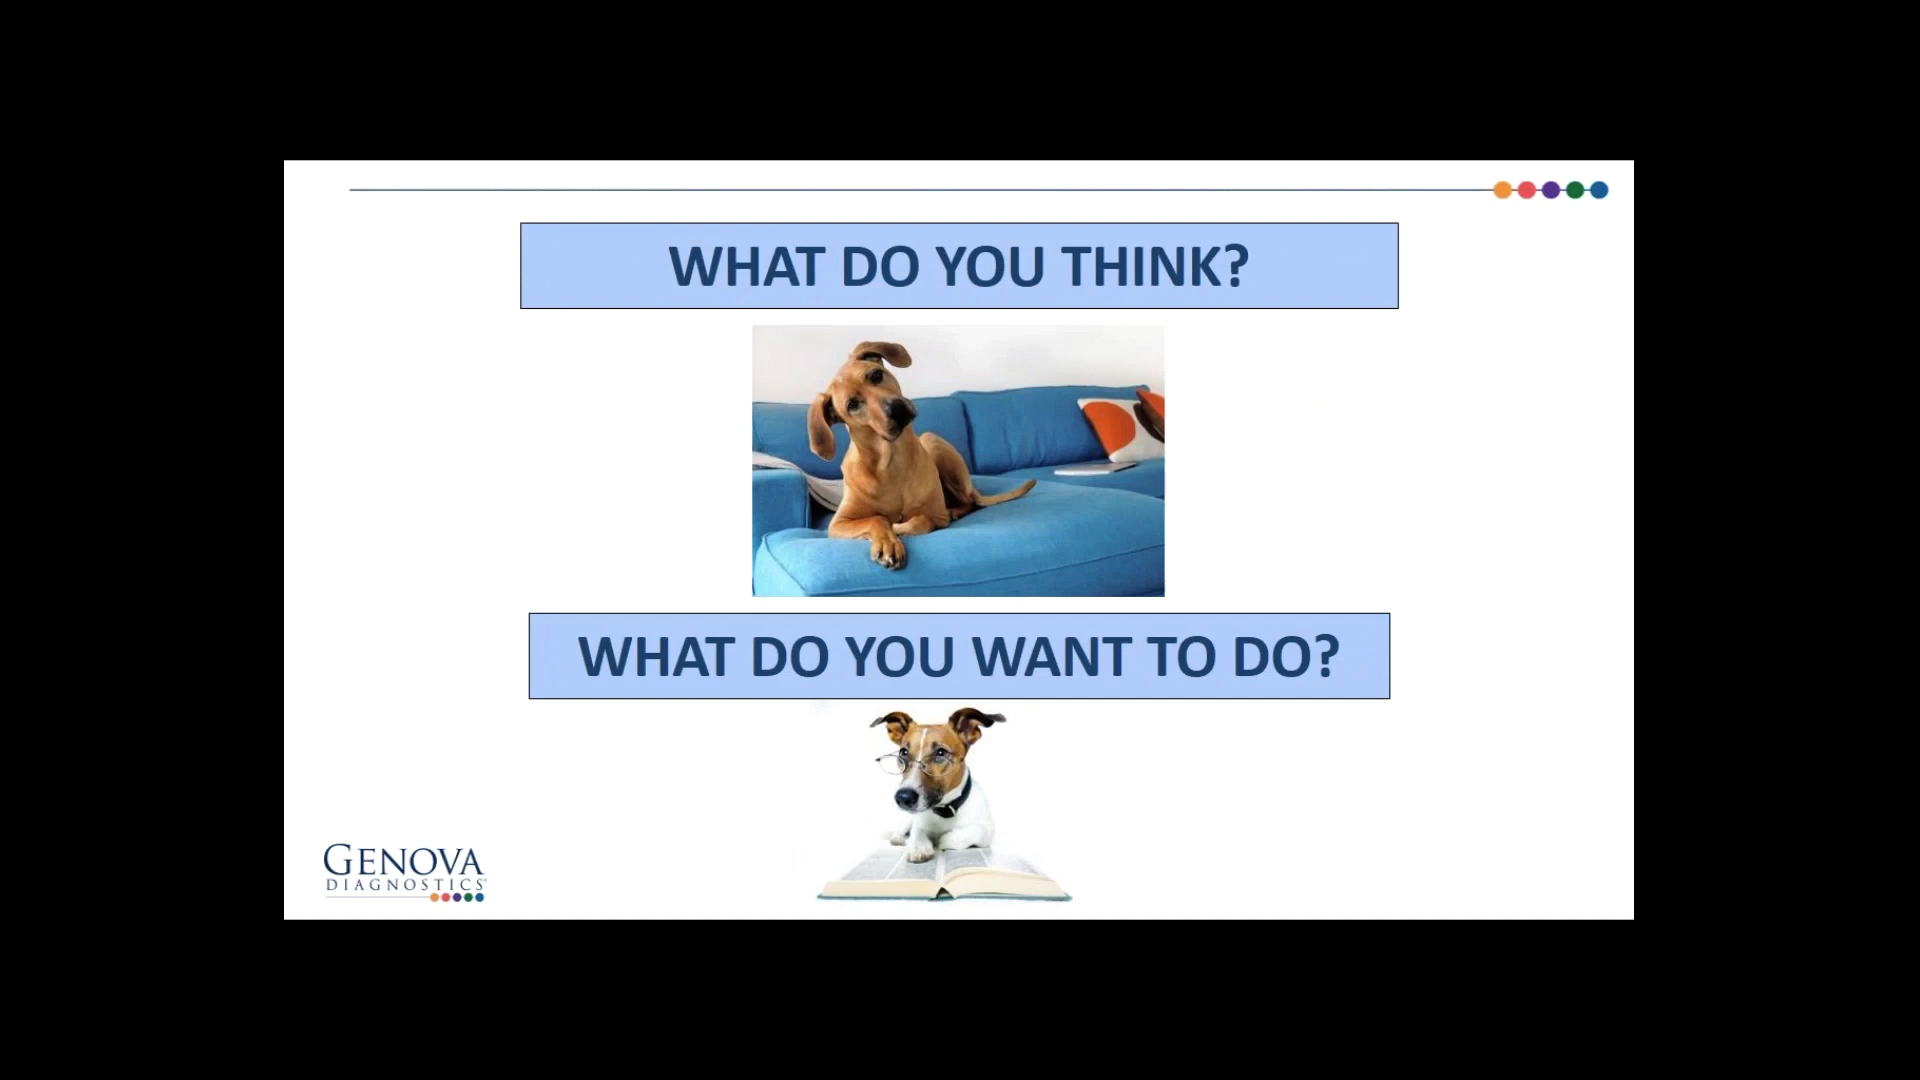 WHAT DO YOU THINK?
WHAT DO YOU WANT TO DO?
GENOVA
DIAGNOSTICS